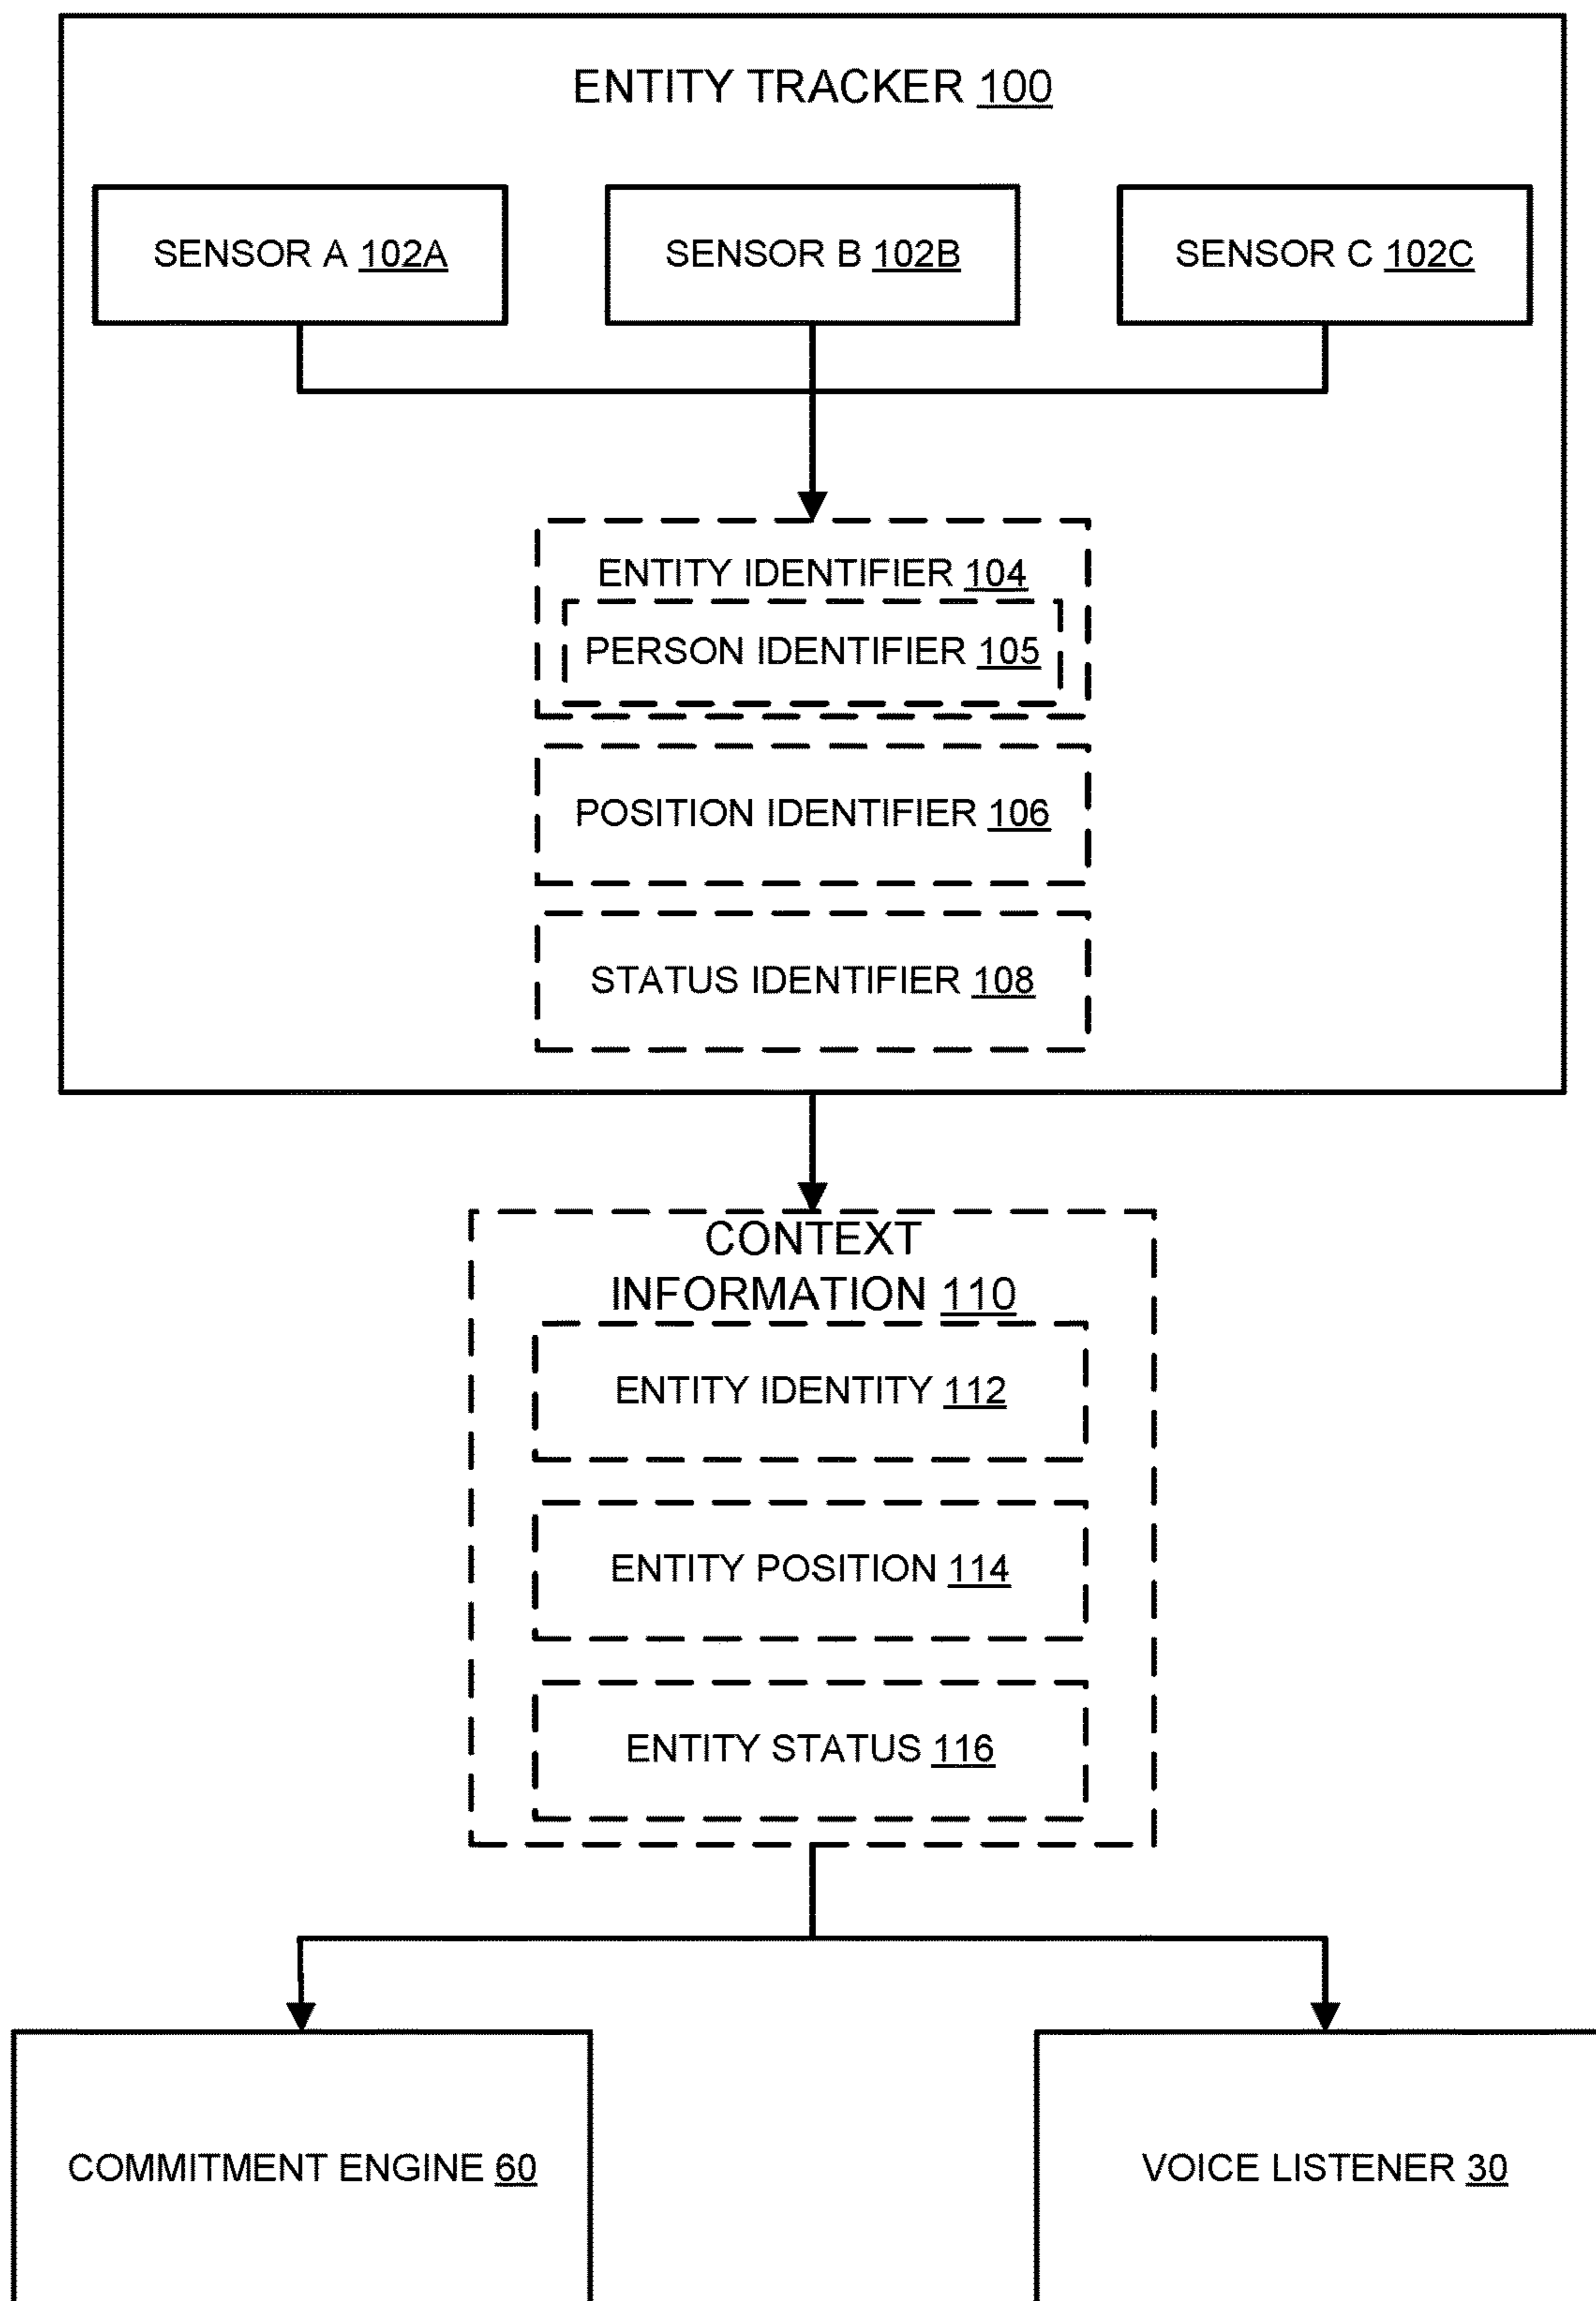 ENTITY TRACKER 100
SENSOR A 102A
SENSOR B 102B
SENSOR C 102C
ENTITY IDENTIFIER 104
PERSON IDENTIFIER 105
POSITION IDENTIFIER 106
STATUS IDENTIFIER 108
CONTEXT
INFORMATION 110
ENTITY IDENTITY 112
ENTITY POSITION 114
ENTITY STATUS 116
COMMITMENT ENGINE 60
VOICE LISTENER 30